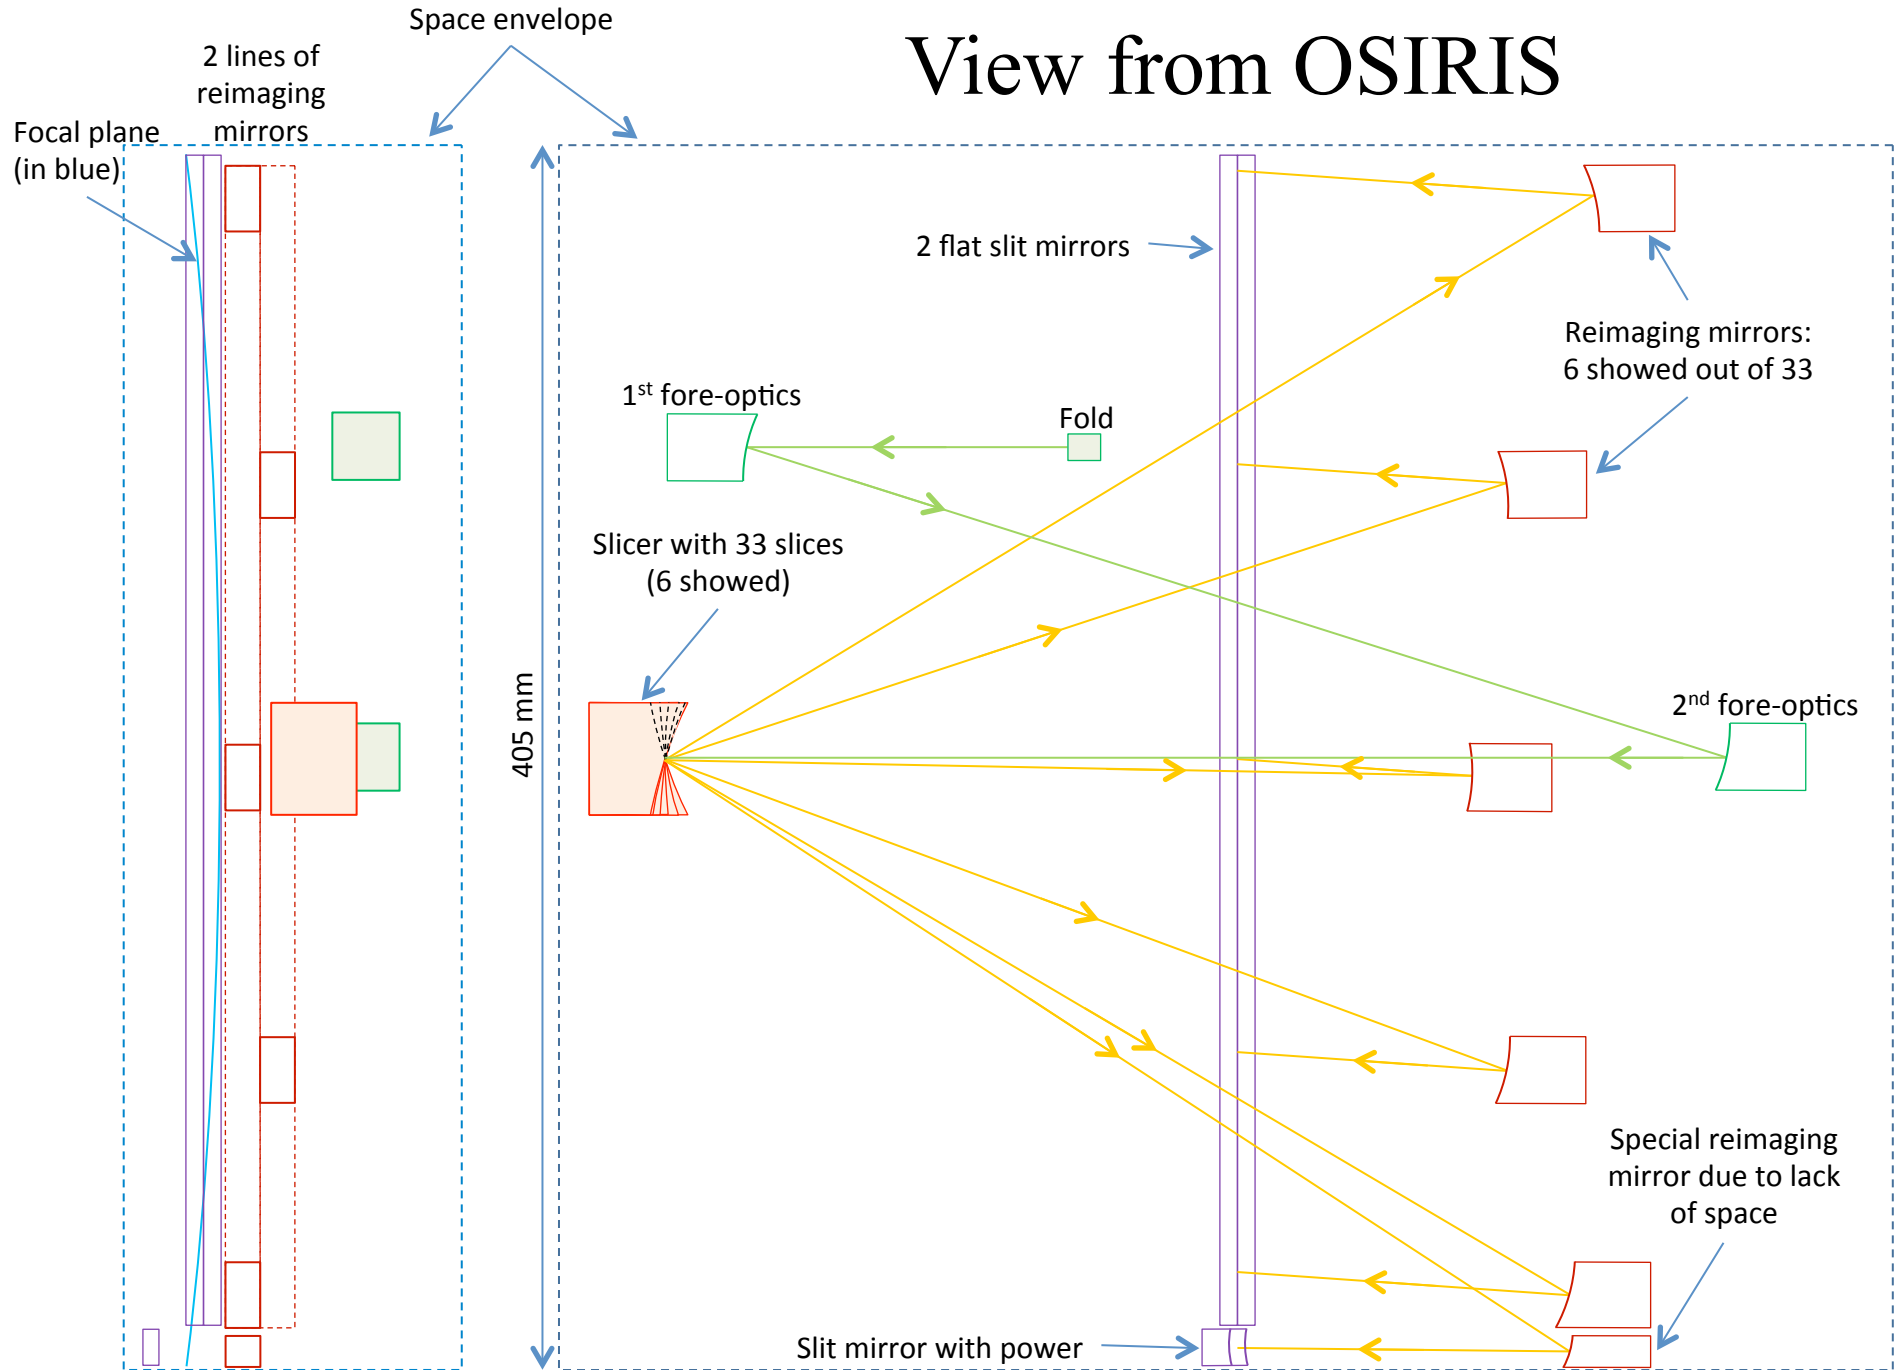 Space envelope
View from OSIRIS
2 lines of
reimaging
mirrors
Focal plane
(in blue)
2 flat slit mirrors
Reimaging mirrors:
6 showed out of 33
1st fore-optics
Fold
Slicer with 33 slices
(6 showed)
2nd fore-optics
405 mm
Special reimaging
mirror due to lack
of space
Slit mirror with power